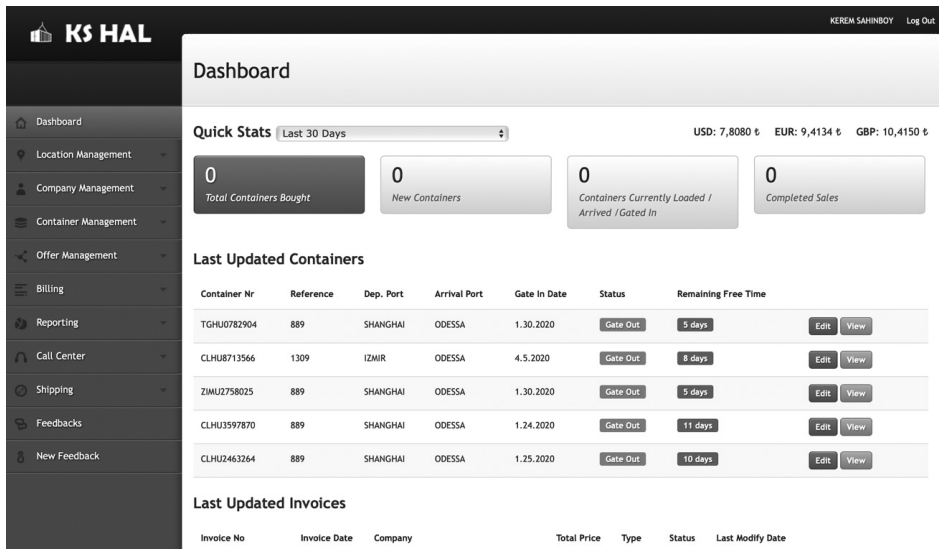 KS HAL
KEREM SAHINBOY Log Out
Dashboard
Dashboard
Location Management
Company Management
Container Management
Offer Management
Billing
Reporting
Call Center
Shipping
Feedbacks
New Feedback
Quick Stats Last 30 Days USD: 7,8080 ₺ EUR: 9,4134 ₺ GBP: 10,4150 ₺
0
Total Containers Bought
0
New Containers
0
Containers Currently Loaded /
Arrived /Gated In
0
Completed Sales
Last Updated Containers
Container Nr Reference Dep. Port Arrival Port Gate In Date Status Remaining Free Time
TGHU0782904 889 SHANGHAI ODESSA 1.30.2020 Gate Out 5 days Edit View
CLHU8713566 1309 IZMIR ODESSA 4.5.2020 Gate Out 8 days Edit View
ZIMU2758025 889 SHANGHAI ODESSA 1.30.2020 Gate Out 5 days Edit View
CLHU3597870 889 SHANGHAI ODESSA 1.24.2020 Gate Out 11 days Edit View
CLHU2463264 889 SHANGHAI ODESSA 1.25.2020 Gate Out 10 days Edit View
Last Updated Invoices
Invoice No Invoice Date Company Total Price Type Status Last Modify Date